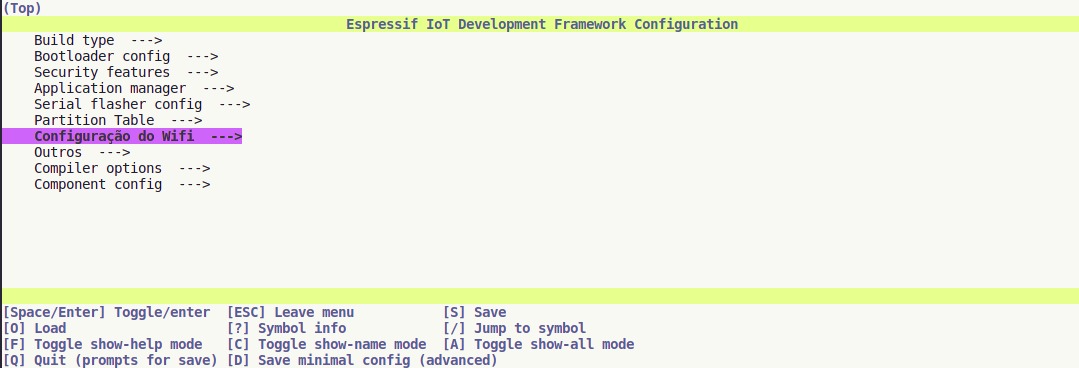 (Top)
Espressif IoT Development Framework Configuration
Build type  --->
Bootloader config  --->
Security features  --->
Application manager  --->
Serial flasher config  --->
Partition Table  --->
Configuração do Wifi  --->
Outros  --->
Compiler options  --->
Component config  --->
[Space/Enter] Toggle/enter  [ESC] Leave menu           [S] Save
[O] Load                    [?] Symbol info            [/] Jump to symbol
[F] Toggle show-help mode   [C] Toggle show-name mode  [A] Toggle show-all mode
[Q] Quit (prompts for save) [D] Save minimal config (advanced)